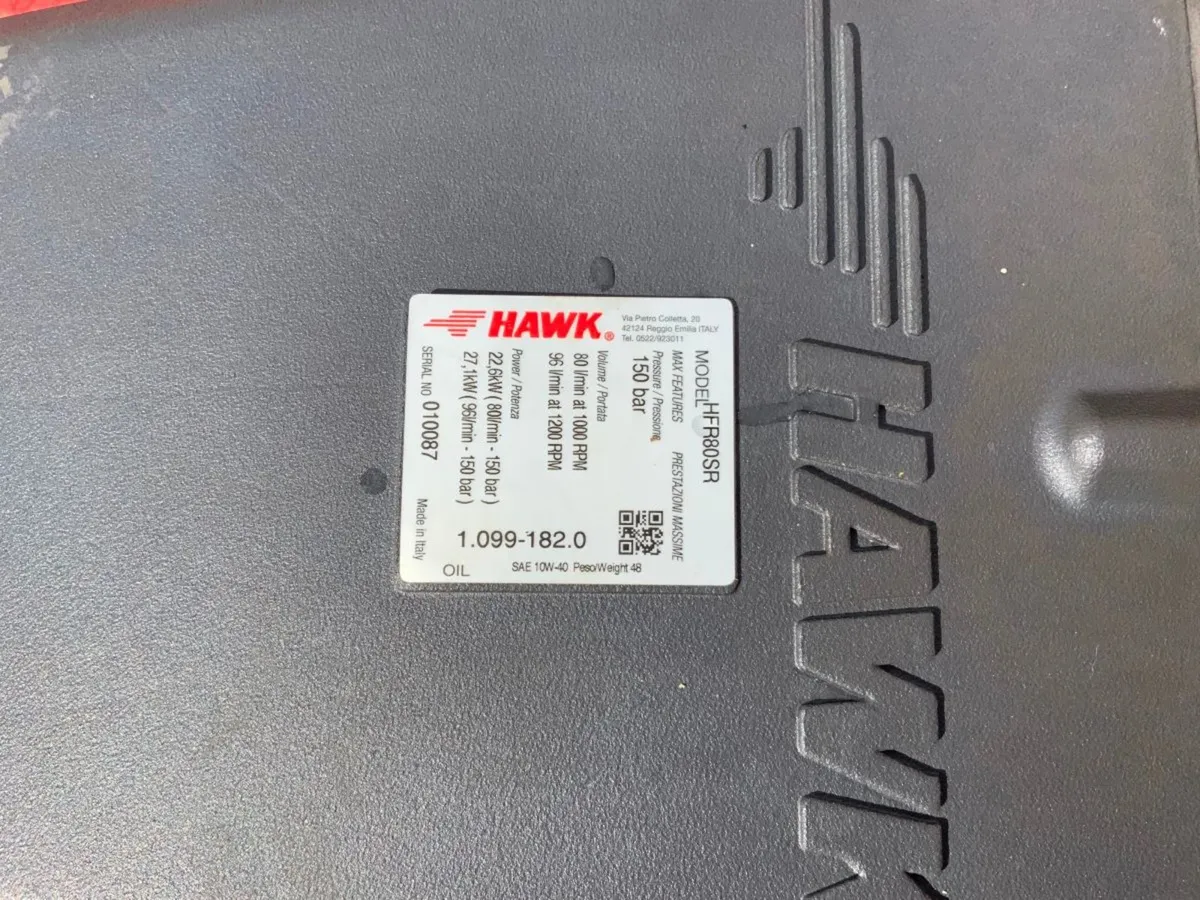 HAWK®
Via Pietro Colletta, 20
42124 Reggio Emilia ITALY
Tel. 0522/923011
MODEL HFR80SR
MAX FEATURES PRESTAZIONI MASSIME
Pressure / Pressione
150 bar
Volume / Portata
80 l/min at 1000 RPM
96 l/min at 1200 RPM
Power / Potenza
22,6kW ( 80l/min - 150 bar )
27,1kW ( 96l/min - 150 bar )
SERIAL NO 010087
Made in Italy
1.099-182.0
OIL SAE 10W-40 Peso/Weight 48
HAWK